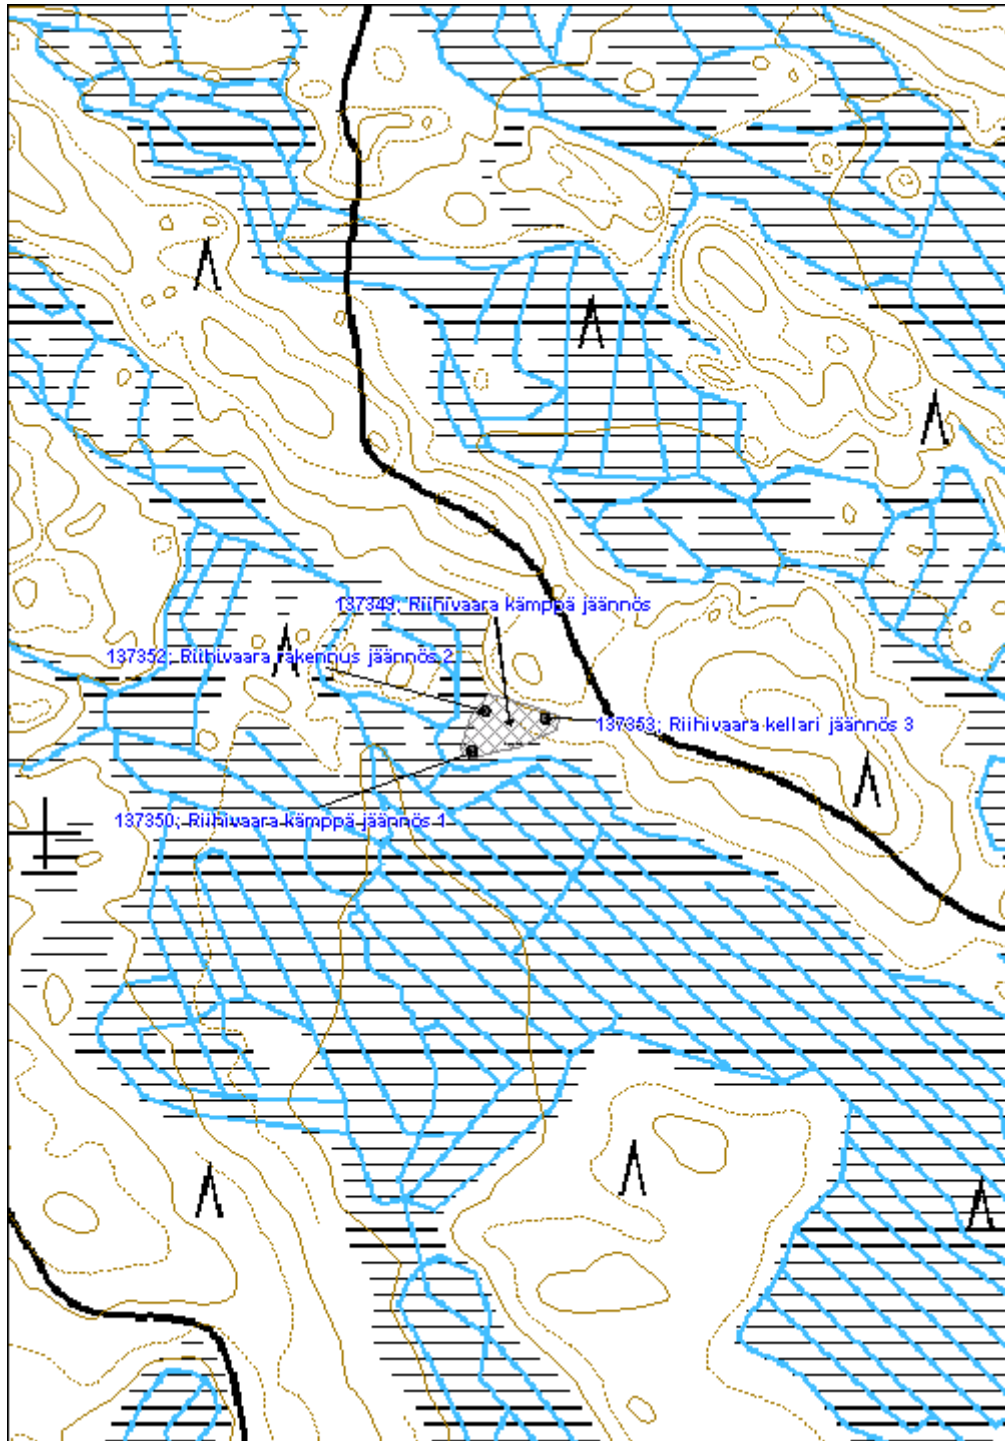 137349; Riihivaara kämppä jäännös
137352; Riihivaara rakennus jäännös 2
137353; Riihivaara kellari jäännös 3
137350; Riihivaara kämppä jäännös 1